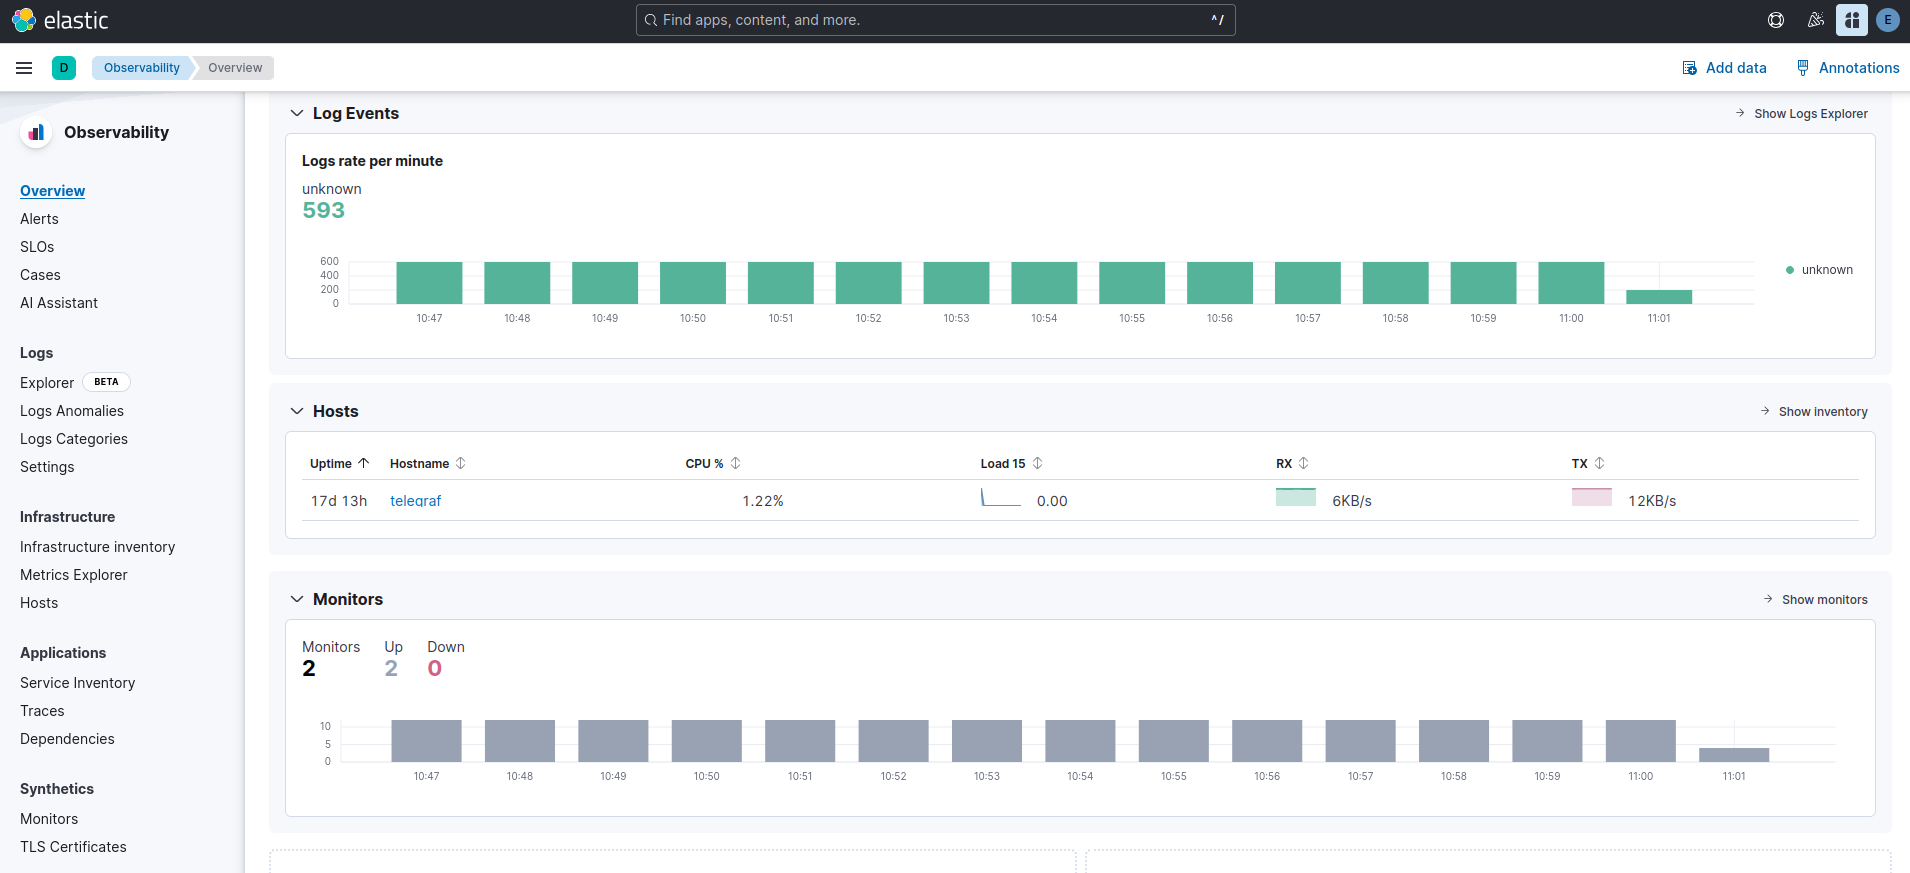 elastic
Find apps, content, and more.
^/
E
D
Observability
Overview
Add data
Annotations
Observability
Overview
Alerts
SLOs
Cases
AI Assistant
Logs
Explorer BETA
Logs Anomalies
Logs Categories
Settings
Infrastructure
Infrastructure inventory
Metrics Explorer
Hosts
Applications
Service Inventory
Traces
Dependencies
Synthetics
Monitors
TLS Certificates
Log Events
Show Logs Explorer
Logs rate per minute
unknown
593
600
400
200
0
10:47 10:48 10:49 10:50 10:51 10:52 10:53 10:54 10:55 10:56 10:57 10:58 10:59 11:00 11:01
unknown
Hosts
Show inventory
Uptime Hostname CPU % Load 15 RX TX
17d 13h telegraf 1.22% 0.00 6KB/s 12KB/s
Monitors
Show monitors
Monitors Up Down
2 2 0
10
5
0
10:47 10:48 10:49 10:50 10:51 10:52 10:53 10:54 10:55 10:56 10:57 10:58 10:59 11:00 11:01